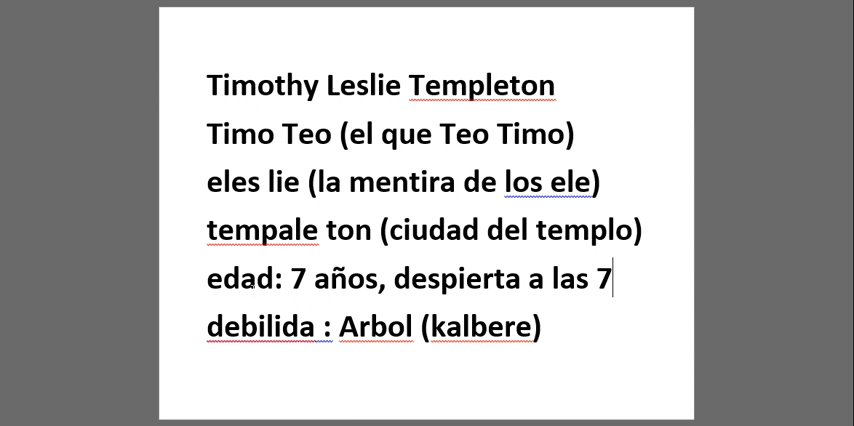 Timothy Leslie Templeton
Timo Teo (el que Teo Timo)
eles lie (la mentira de los ele)
tempale ton (ciudad del templo)
edad: 7 años, despierta a las 7
debilida : Arbol (kalbere)